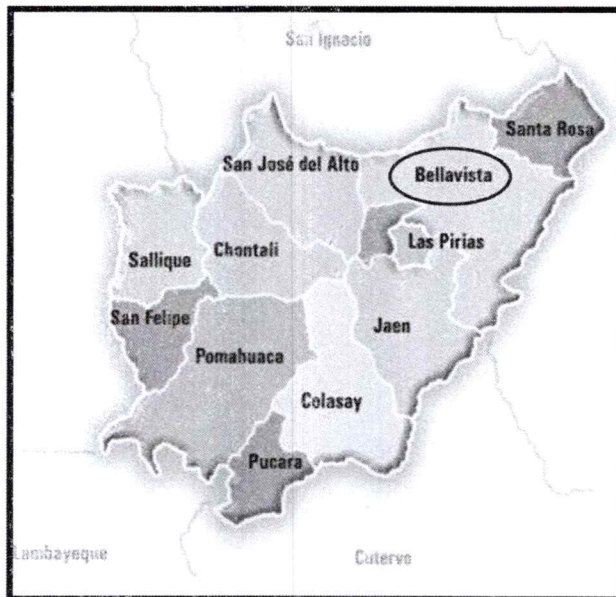 San Ignacio
Santa Rosa
San José del Alto
Bellavista
Las Pirias
Sallique
Chontali
San Felipe
Jaen
Pomahuaca
Colasay
Pucara
Lambayeque
Cutervo